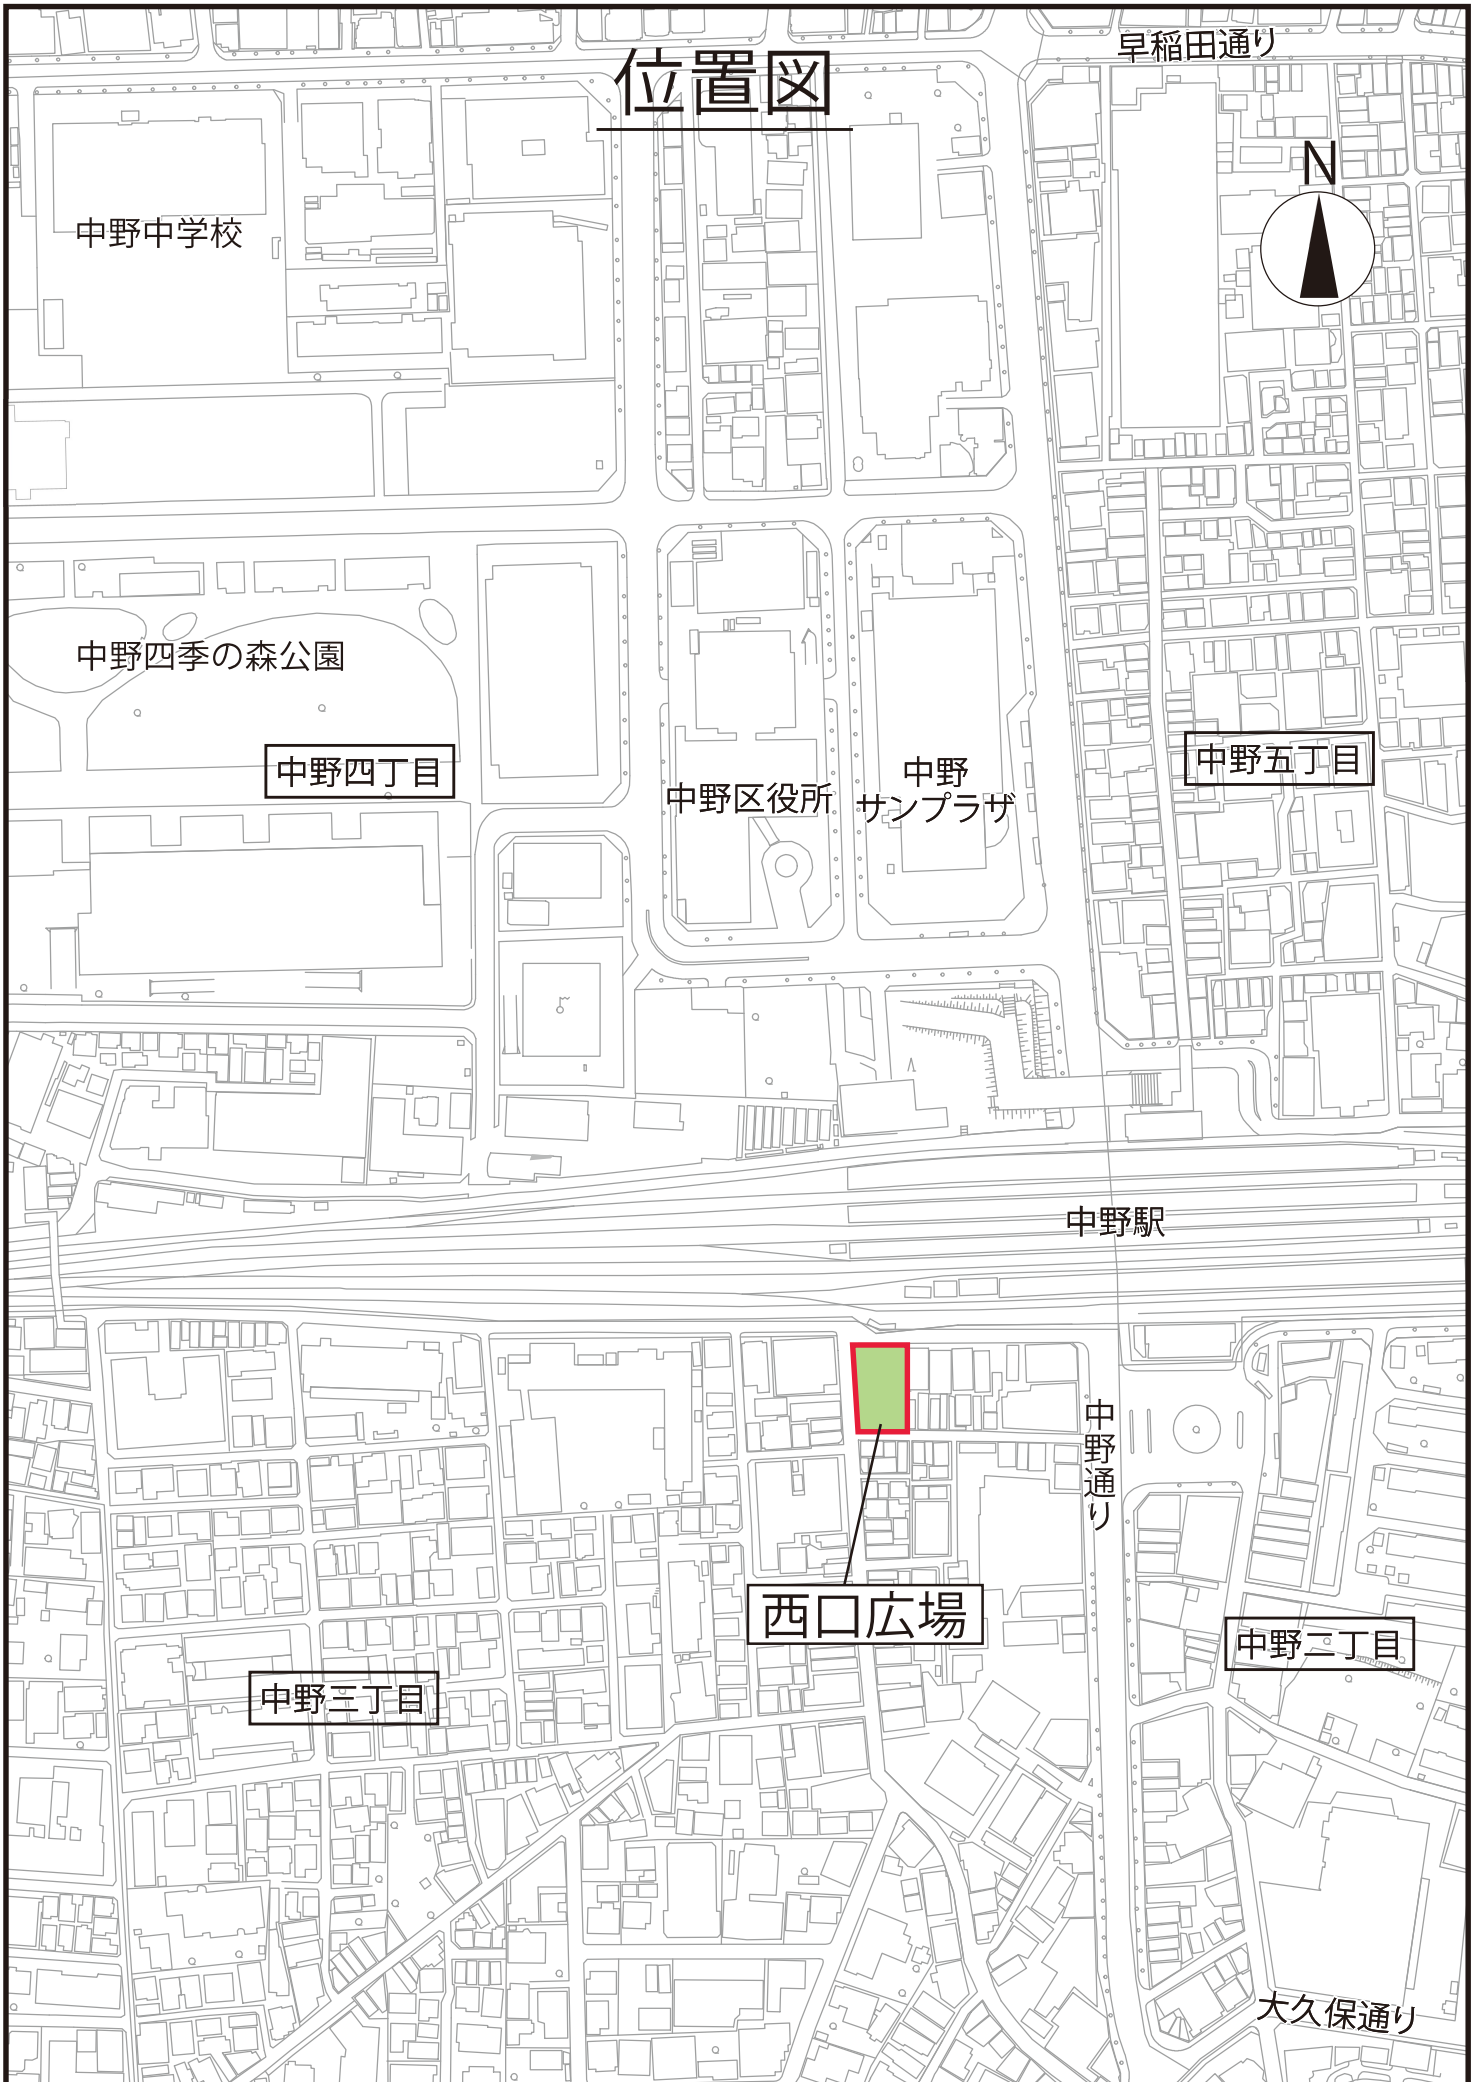 早稲田通り
位置図
N
中野中学校
中野四季の森公園
中野四丁目
中野区役所
中野
サンプラザ
中野五丁目
中野駅
中野通り
西口広場
中野二丁目
中野三丁目
大久保通り